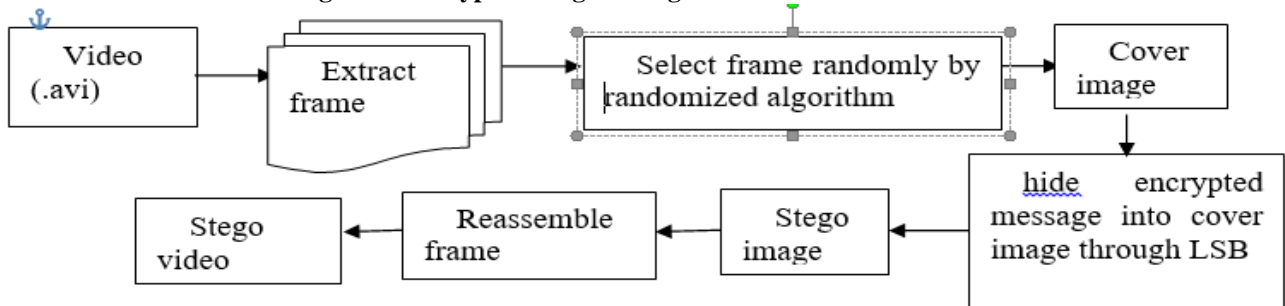 Video
(.avi)
Extract
frame
Select frame randomly by
randomized algorithm
Cover
image
hide encrypted
message into cover
image through LSB
Stego
image
Reassemble
frame
Stego
video